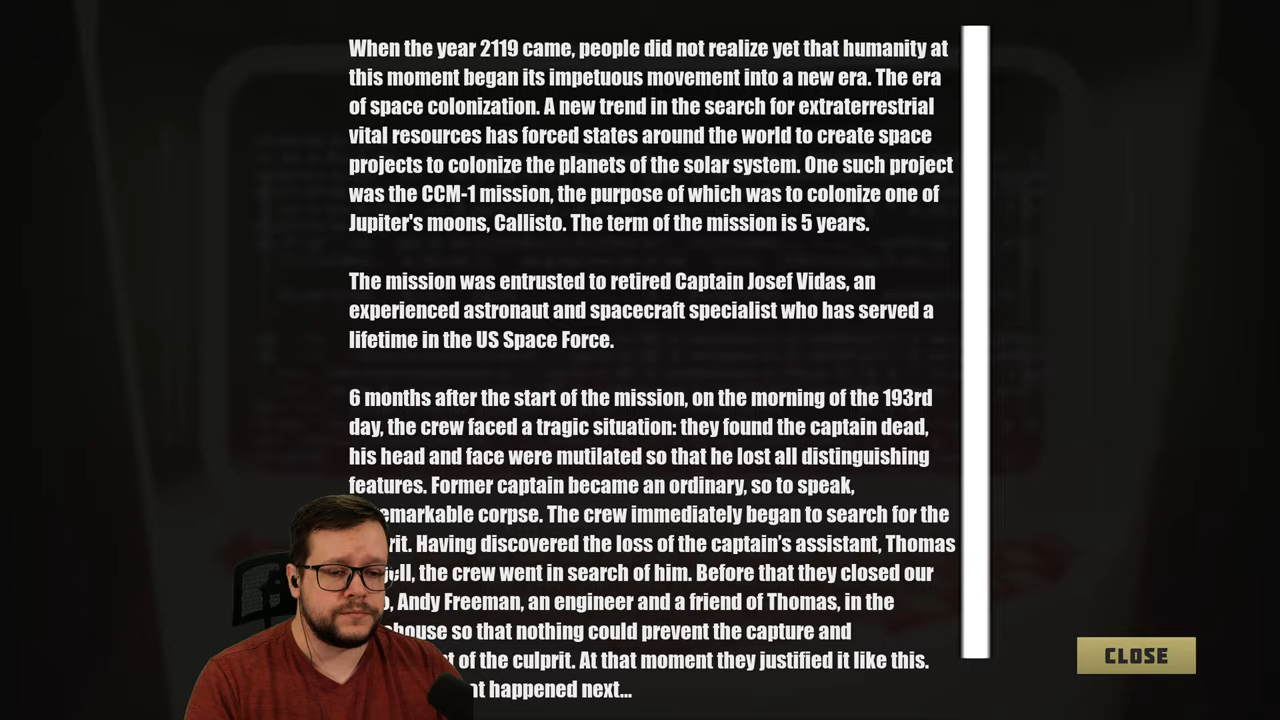 When the year 2119 came, people did not realize yet that humanity at
this moment began its impetuous movement into a new era. The era
of space colonization. A new trend in the search for extraterrestrial
vital resources has forced states around the world to create space
projects to colonize the planets of the solar system. One such project
was the CCM-1 mission, the purpose of which was to colonize one of
Jupiter's moons, Callisto. The term of the mission is 5 years.
The mission was entrusted to retired Captain Josef Vidas, an
experienced astronaut and spacecraft specialist who has served a
lifetime in the US Space Force.
6 months after the start of the mission, on the morning of the 193rd
day, the crew faced a tragic situation: they found the captain dead,
his head and face were mutilated so that he lost all distinguishing
features. Former captain became an ordinary, so to speak,
corpse. The crew immediately began to search for the
Having discovered the loss of the captain's assistant, Thomas
the crew went in search of him. Before that they closed our
Andy Freeman, an engineer and a friend of Thomas, in the
so that nothing could prevent the capture and
of the culprit. At that moment they justified it like this.
happened next...
CLOSE